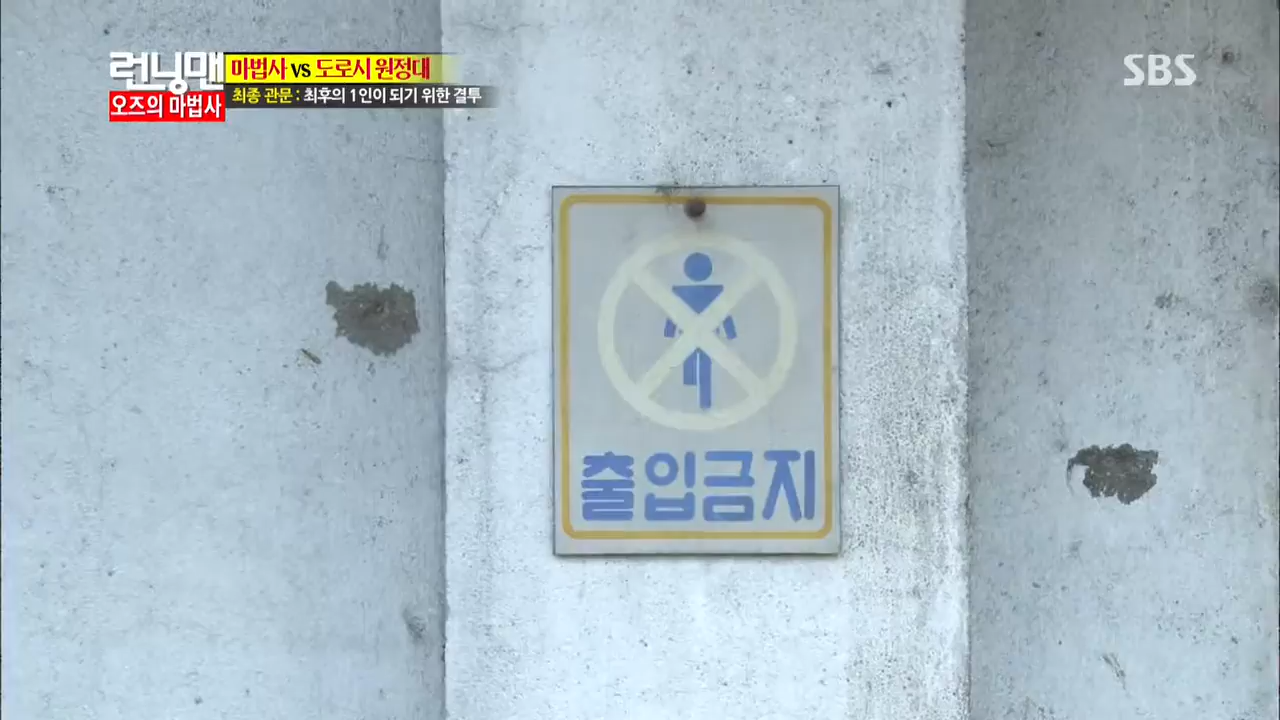 런닝맨
오즈의 마법사
마법사 vs 도로시 원정대
최종 관문 : 최후의 1인이 되기 위한 결투
SBS
출입금지